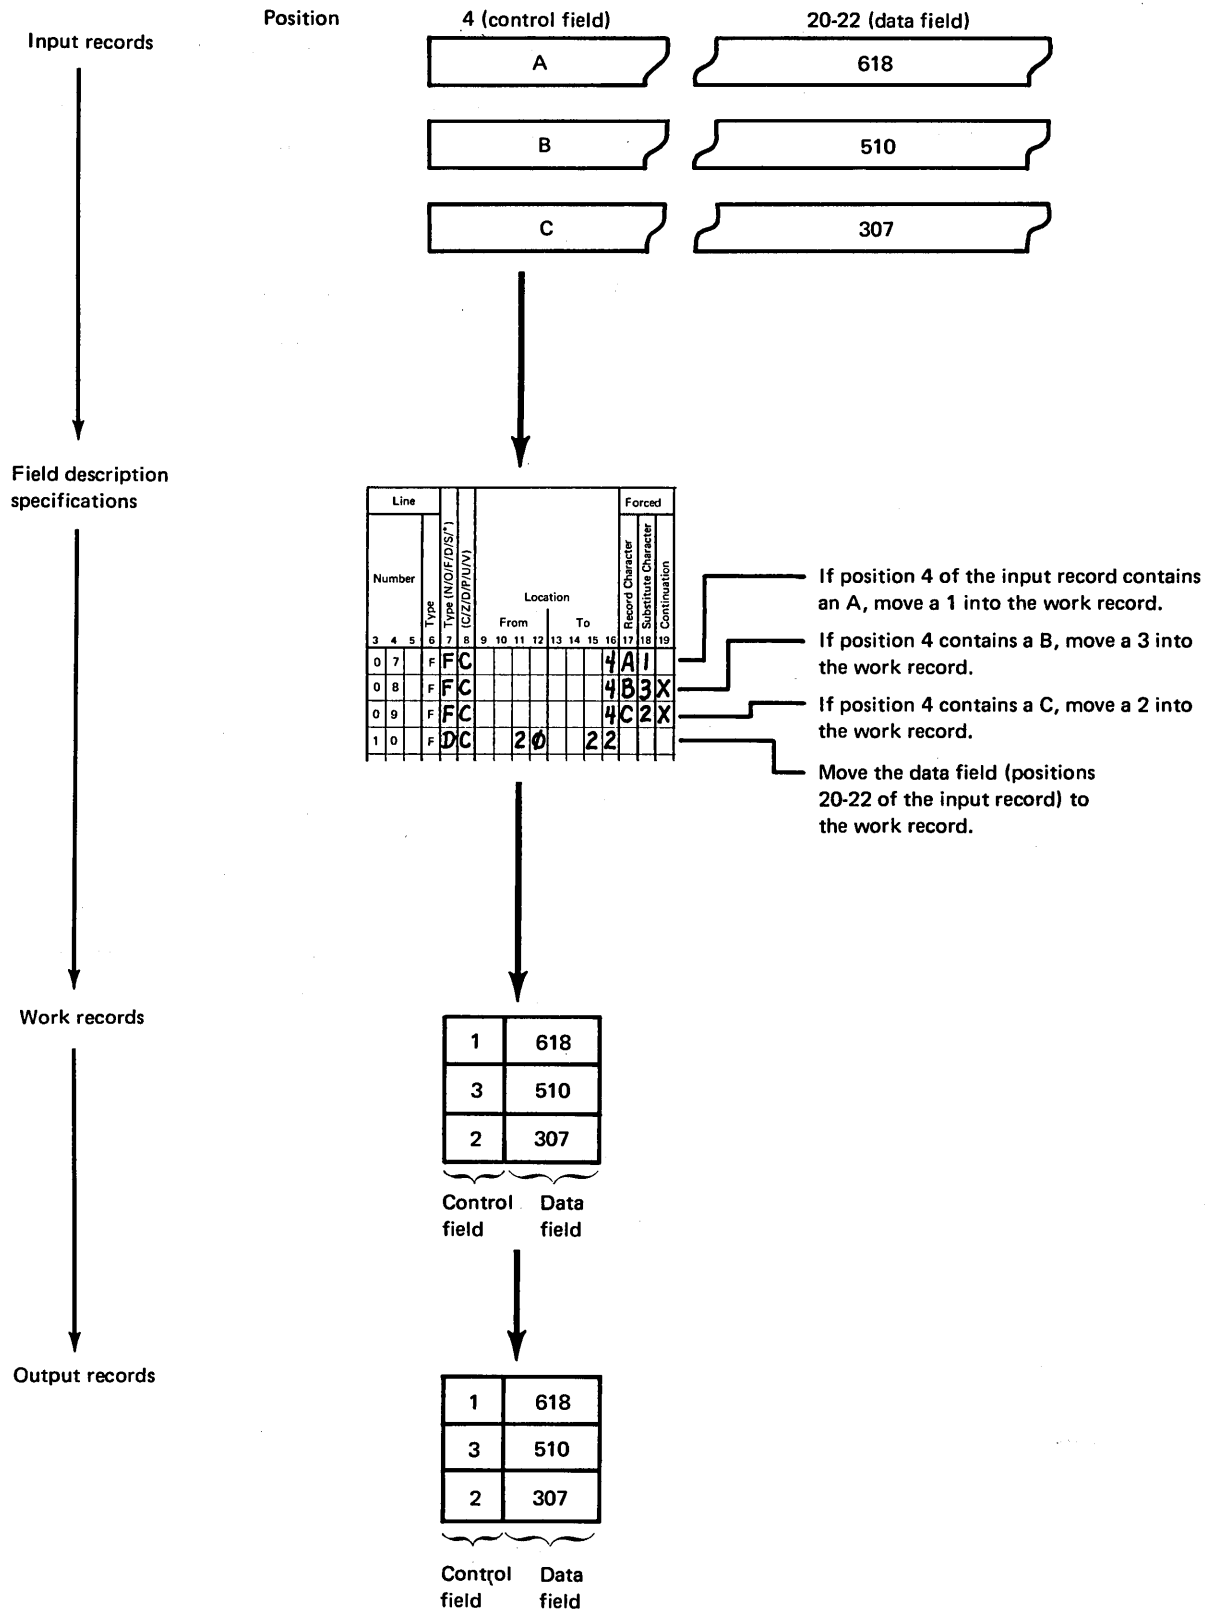 Position 4 (control field) 20-22 (data field)
Input records
A 618
B 510
C 307
Field description
specifications
Line Forced
Number Type Type (N/O/F/D/S/*) (C/Z/D/P/U/V) Location Record Character Substitute Character Continuation
From To
3 4 5 6 7 8 9 10 11 12 13 14 15 16 17 18 19
0 7 F F C 4 A 1
0 8 F F C 4 B 3 X
0 9 F F C 4 C 2 X
1 0 F D C 2 0 2 2
If position 4 of the input record contains
an A, move a 1 into the work record.
If position 4 contains a B, move a 3 into
the work record.
If position 4 contains a C, move a 2 into
the work record.
Move the data field (positions
20-22 of the input record) to
the work record.
Work records
1 618
3 510
2 307
Control Data
field field
Output records
1 618
3 510
2 307
Control Data
field field